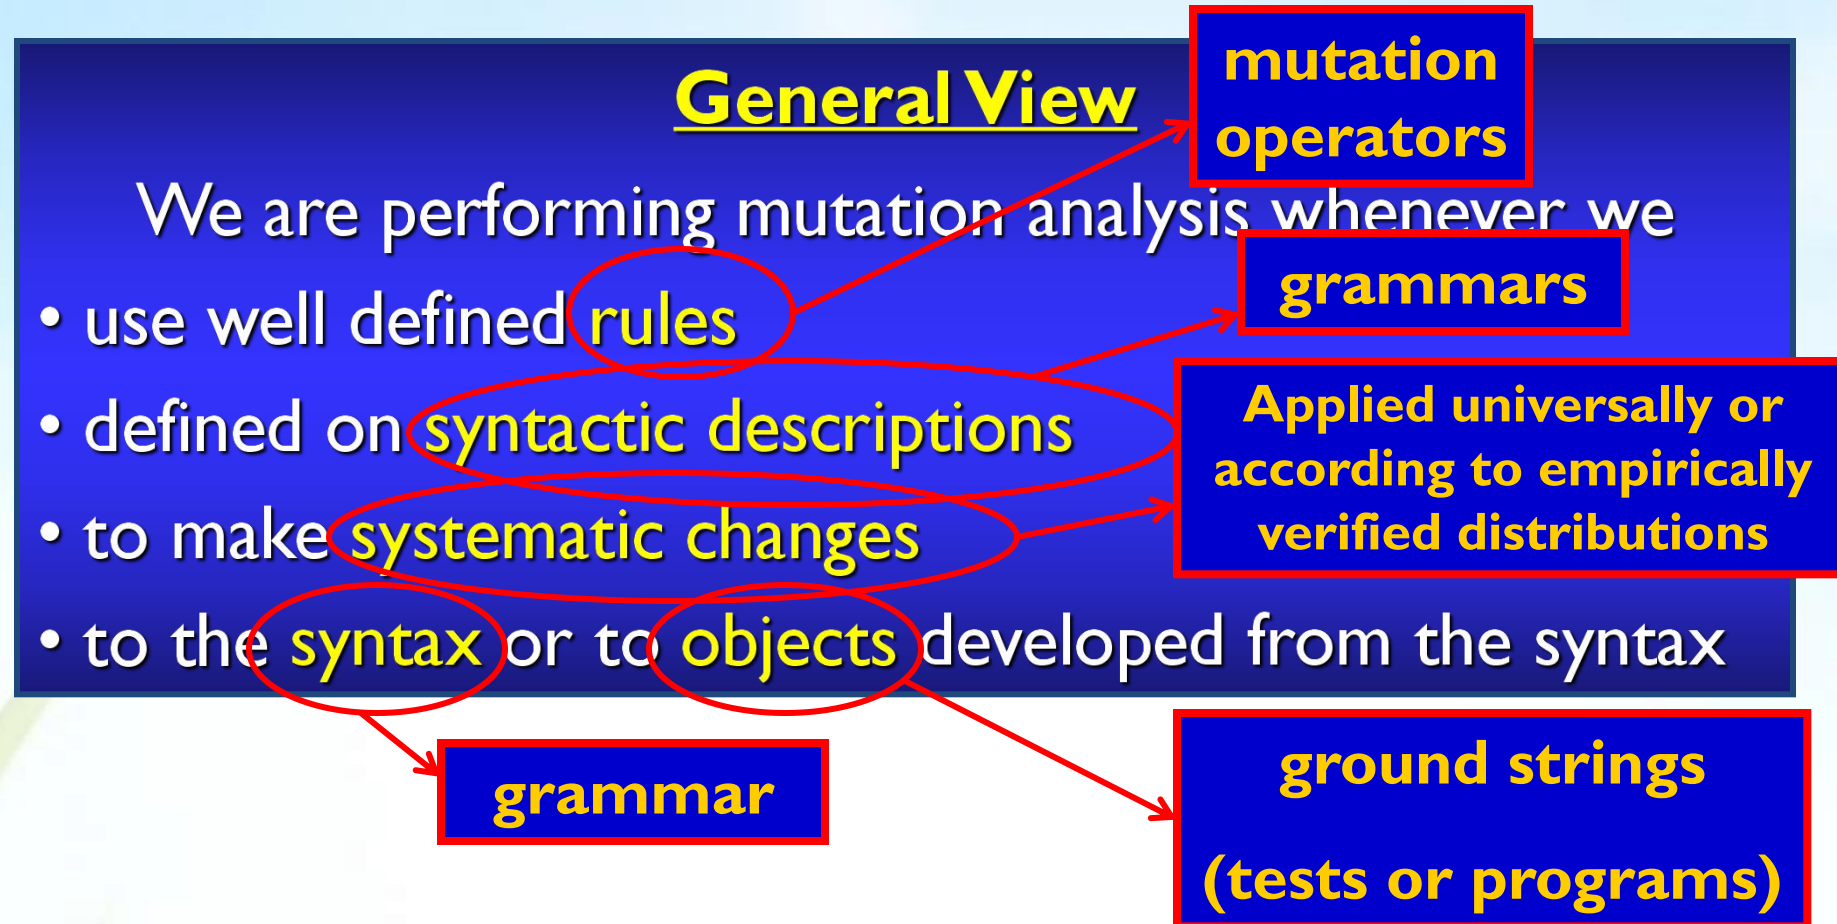 General View
mutation
operators
We are performing mutation analysis whenever we
• use well defined rules
grammars
• defined on syntactic descriptions
Applied universally or
according to empirically
verified distributions
• to make systematic changes
• to the syntax or to objects developed from the syntax
grammar
ground strings
(tests or programs)